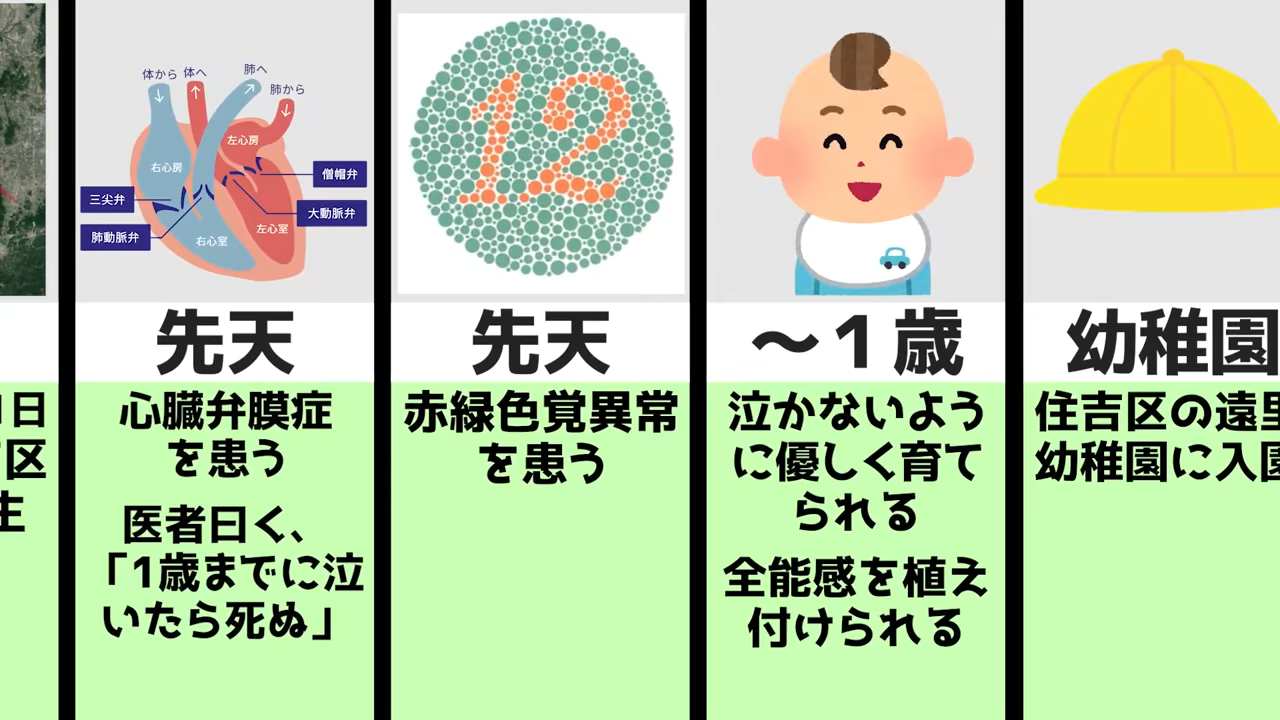 日
区
生
体から
体へ
肺へ
肺から
左心房
右心房
僧帽弁
三尖弁
大動脈弁
肺動脈弁
左心室
右心室
先天
心臓弁膜症
を患う
医者曰く、
「1歳までに泣
いたら死ぬ」
12
先天
赤緑色覚異常
を患う
～1歳
泣かないよう
に優しく育て
られる
全能感を植え
付けられる
幼稚園
住吉区の遠里
幼稚園に入園